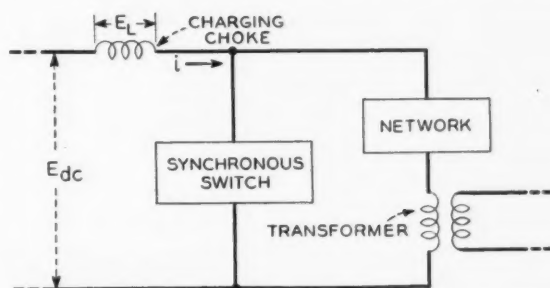 E_L
CHARGING
CHOKE
i
NETWORK
E_dc
SYNCHRONOUS
SWITCH
TRANSFORMER